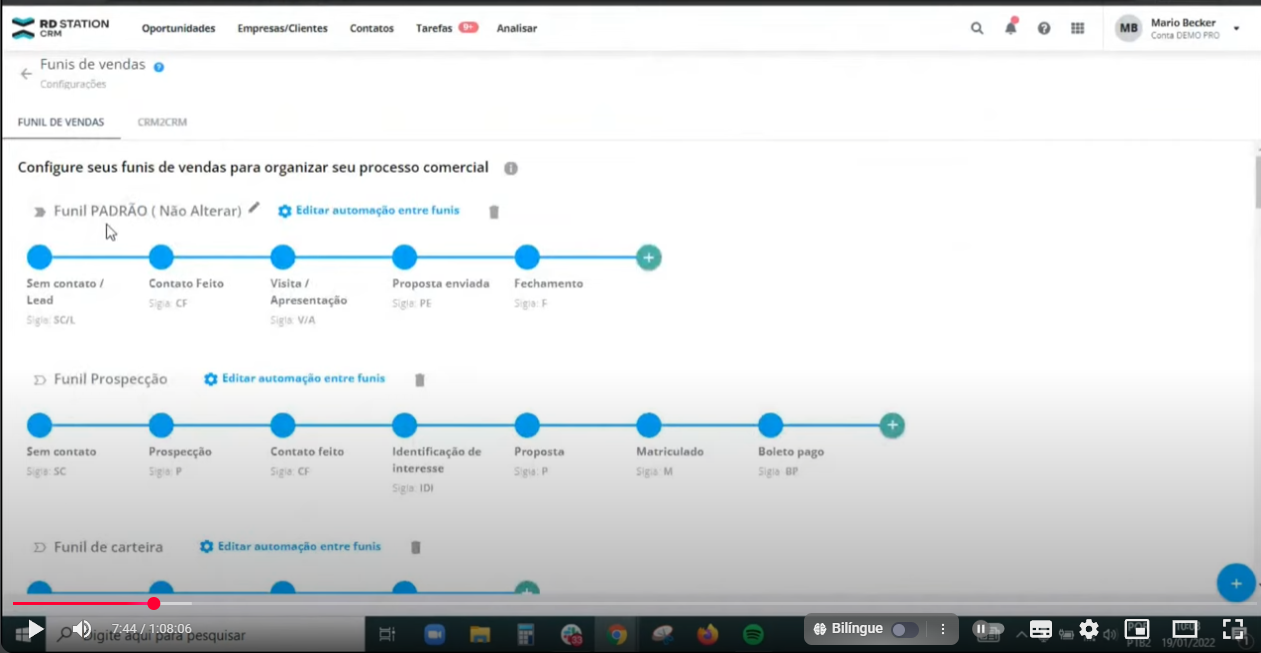 RD STATION
CRM
Oportunidades
Empresas/Clientes
Contatos
Tarefas 9+
Analisar
MB
Mario Becker
Conta DEMO PRO
Funis de vendas
Configurações
FUNIL DE VENDAS
CRM2CRM
Configure seus funis de vendas para organizar seu processo comercial
Funil PADRÃO ( Não Alterar)
Editar automação entre funis
Sem contato /
Lead
Sigla: SC/L
Contato Feito
Sigla: CF
Visita /
Apresentação
Sigla: V/A
Proposta enviada
Sigla: PE
Fechamento
Sigla: F
Funil Prospecção
Editar automação entre funis
Sem contato
Sigla: SC
Prospecção
Sigla: P
Contato feito
Sigla: CF
Identificação de
interesse
Sigla: IDI
Proposta
Sigla: P
Matriculado
Sigla: M
Boleto pago
Sigla: BP
Funil de carteira
Editar automação entre funis
7:44 / 1:08:06
Digite aqui para pesquisar
Bilíngue
PTB2
19/01/2022